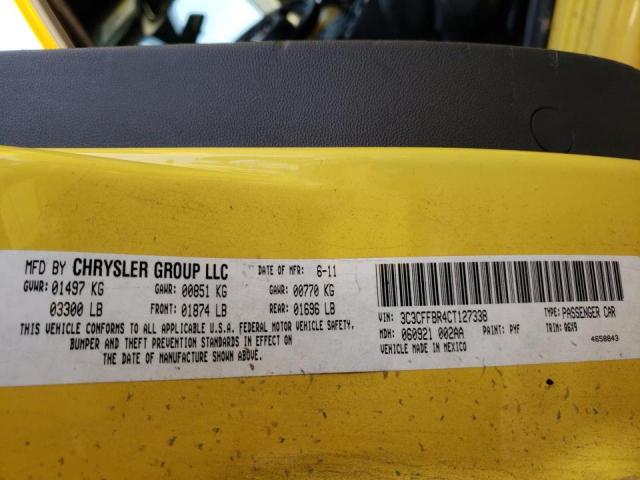 MFD BY CHRYSLER GROUP LLC DATE OF MFR: 6-11
GVWR: 01497 KG GAWR: 00851 KG GAWR: 00770 KG
03300 LB FRONT: 01874 LB REAR: 01696 LB
THIS VEHICLE CONFORMS TO ALL APPLICABLE U.S.A. FEDERAL MOTOR VEHICLE SAFETY,
BUMPER AND THEFT PREVENTION STANDARDS IN EFFECT ON
THE DATE OF MANUFACTURE SHOWN ABOVE.
VIN: 3C3CFFBR4CT127338 TYPE: PASSENGER CAR
MDH: 060921 002AA PAINT: PYF TRIM: G6X9
VEHICLE MADE IN MEXICO 4658843